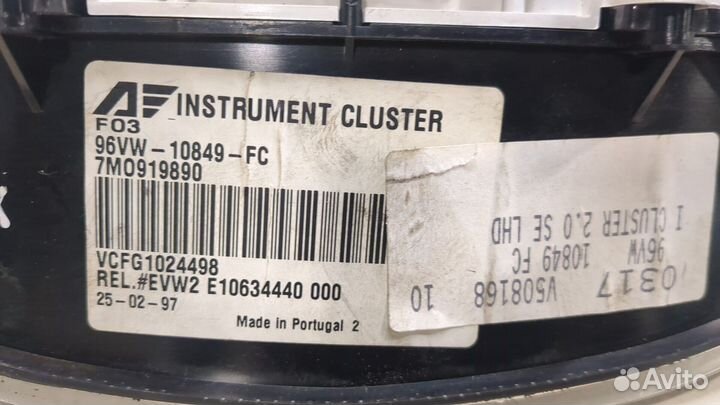 AF INSTRUMENT CLUSTER
F03
96VW-10849-FC
7M0919890
VCFG1024498
REL.#EVW2 E10634440 000
25-02-97
Made in Portugal 2
0317
V508168 10
96VW 10849 FC
I CLUSTER 2.0 SE LHD
Avito